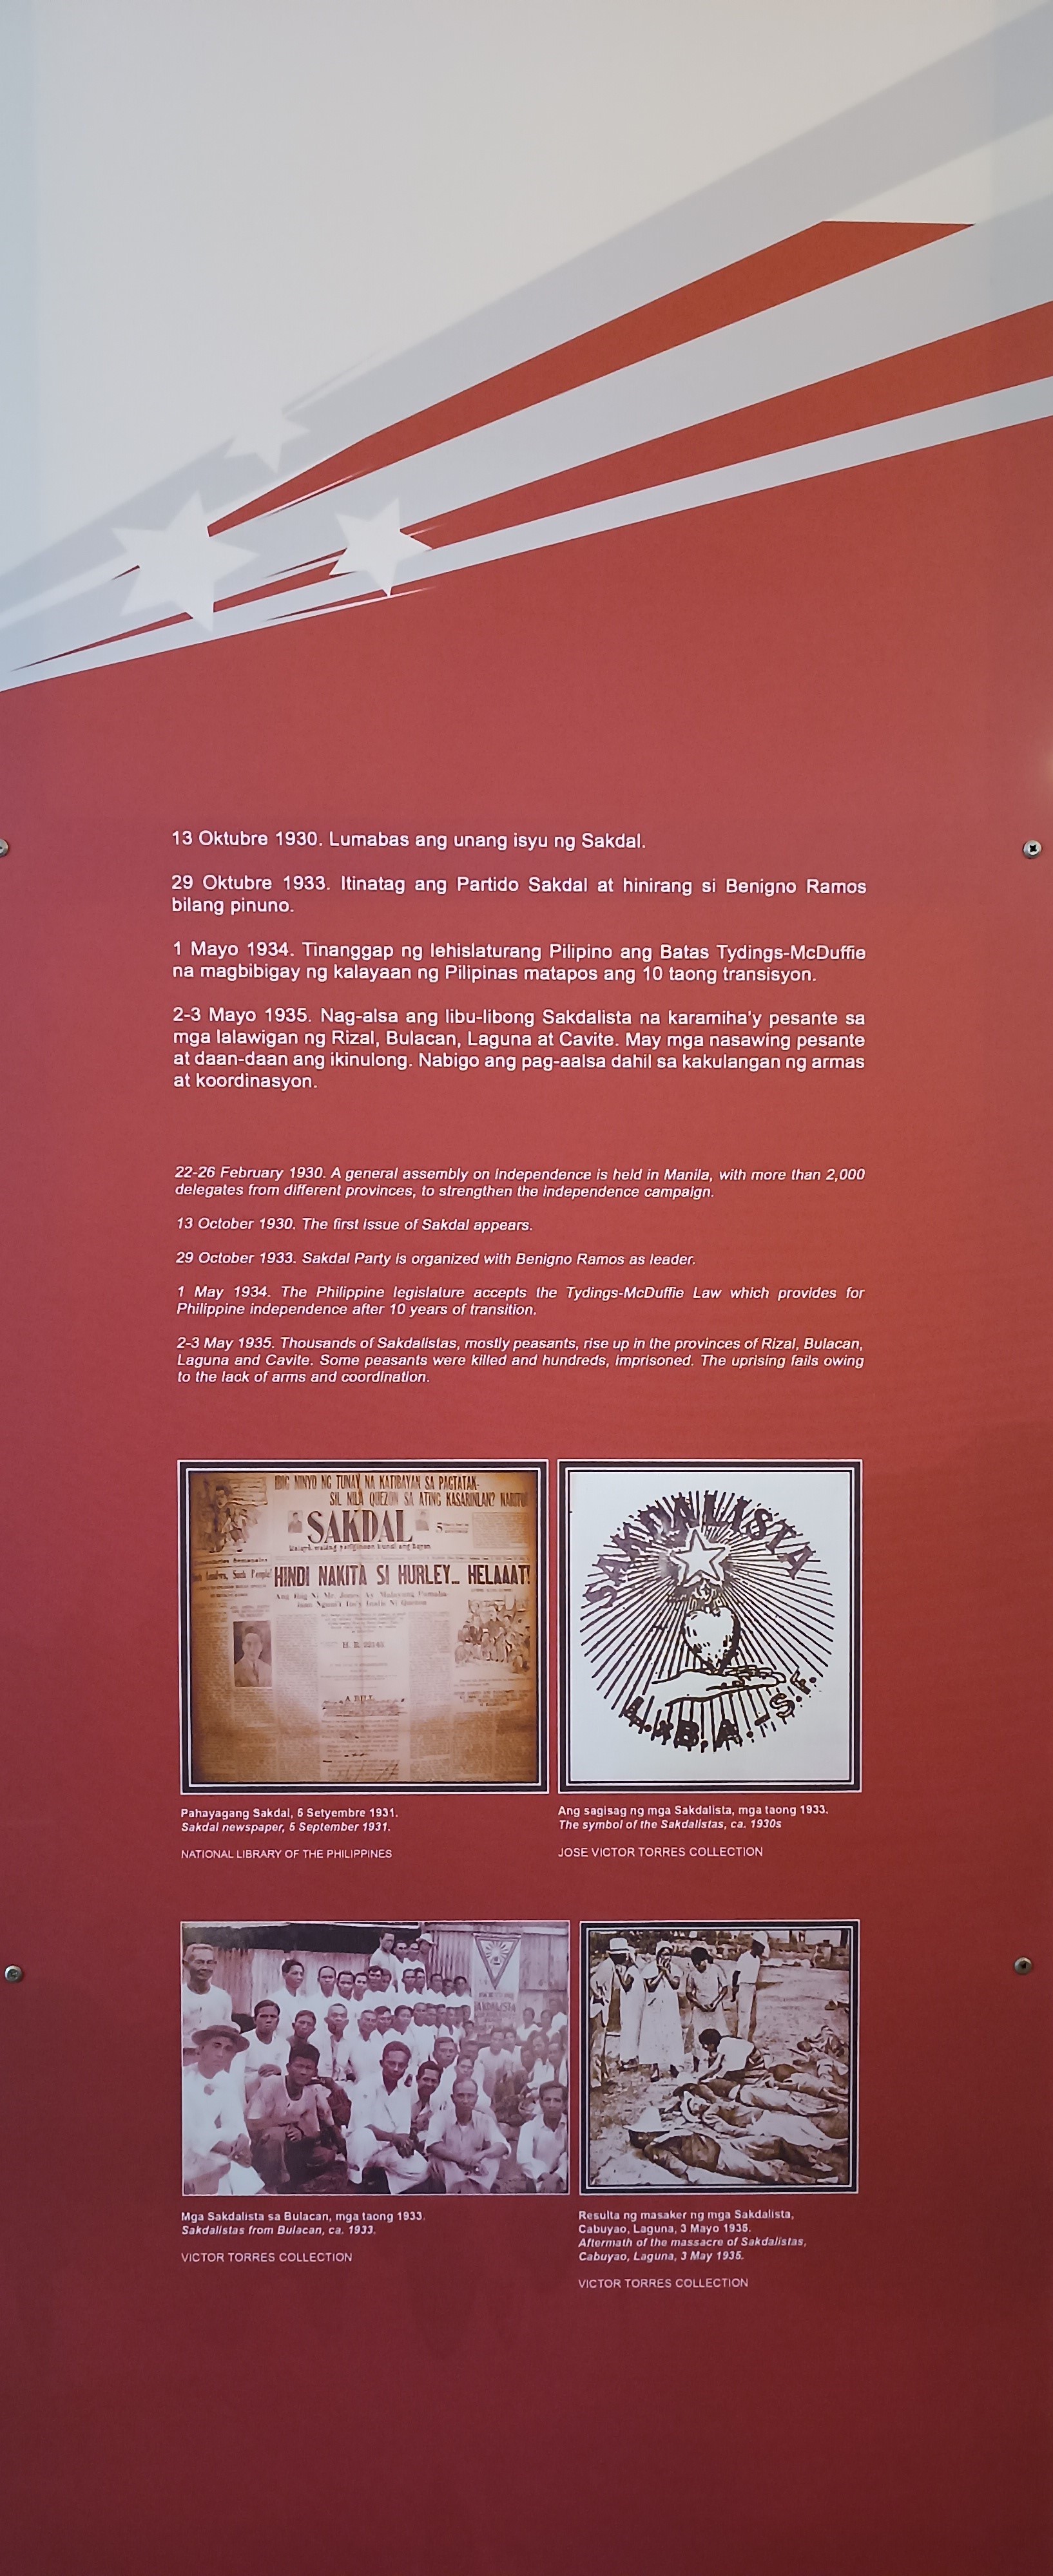 13 Oktubre 1930. Lumabas ang unang isyu ng Sakdal.
29 Oktubre 1933. Itinatag ang Partido Sakdal at hinirang si Benigno Ramos
bilang pinuno.
1 Mayo 1934. Tinanggap ng lehislaturang Pilipino ang Batas Tydings-McDuffie
na magbibigay ng kalayaan ng Pilipinas matapos ang 10 taong transisyon.
2-3 Mayo 1935. Nag-alsa ang libu-libong Sakdalista na karamiha'y pesante sa
mga lalawigan ng Rizal, Bulacan, Laguna at Cavite. May mga nasawing pesante
at daan-daan ang ikinulong. Nabigo ang pag-aalsa dahil sa kakulangan ng armas
at koordinasyon.
22-26 February 1930. A general assembly on independence is held in Manila, with more than 2,000
delegates from different provinces, to strengthen the independence campaign.
13 October 1930. The first issue of Sakdal appears.
29 October 1933. Sakdal Party is organized with Benigno Ramos as leader.
1 May 1934. The Philippine legislature accepts the Tydings-McDuffie Law which provides for
Philippine independence after 10 years of transition.
2-3 May 1935. Thousands of Sakdalistas, mostly peasants, rise up in the provinces of Rizal, Bulacan,
Laguna and Cavite. Some peasants were killed and hundreds, imprisoned. The uprising fails owing
to the lack of arms and coordination.
NINYO NG TUNAY NA KATIBAYAN SA PAGTATAK-
SIL NILA QUEZON SA ATING KASARINLAN?
SAKDAL
HINDI NAKITA SI HURLEY... HELAAAT!
A BILL
SAKDALISTA
Pahayagang Sakdal, 5 Setyembre 1931.
Sakdal newspaper, 5 September 1931.
NATIONAL LIBRARY OF THE PHILIPPINES
Ang sagisag ng mga Sakdalista, mga taong 1933.
The symbol of the Sakdalistas, ca. 1930s
JOSE VICTOR TORRES COLLECTION
SAKDALISTA
Mga Sakdalista sa Bulacan, mga taong 1933.
Sakdalistas from Bulacan, ca. 1933.
VICTOR TORRES COLLECTION
Resulta ng masaker ng mga Sakdalista,
Cabuyao, Laguna, 3 Mayo 1935.
Aftermath of the massacre of Sakdalistas,
Cabuyao, Laguna, 3 May 1935.
VICTOR TORRES COLLECTION